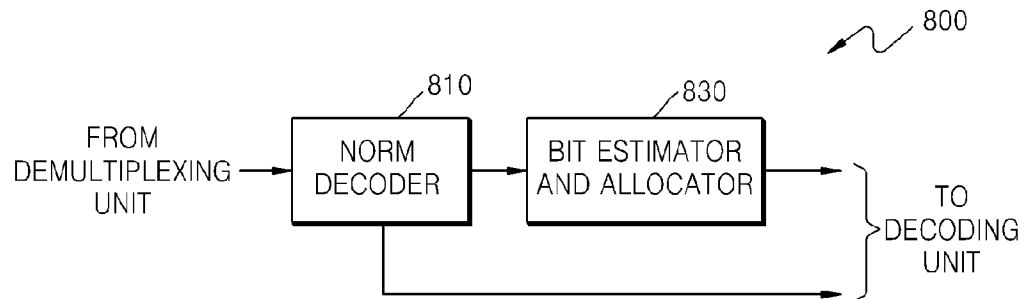 800
810
830
FROM
DEMULTIPLEXING
UNIT
NORM
DECODER
BIT ESTIMATOR
AND ALLOCATOR
TO
DECODING
UNIT